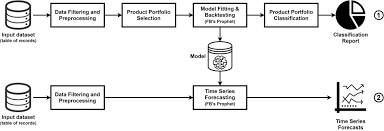 Data Filtering and
Preprocessing
Product Portfolio
Selection
Model Fitting &
Backtesting
(FB's Prophet)
Product Portfolio
Classification
1
Input dataset
(table of records)
Classification
Report
Model
Data Filtering and
Preprocessing
Time Series
Forecasting
(FB's Prophet)
2
Input dataset
(table of records)
Time Series
Forecasts